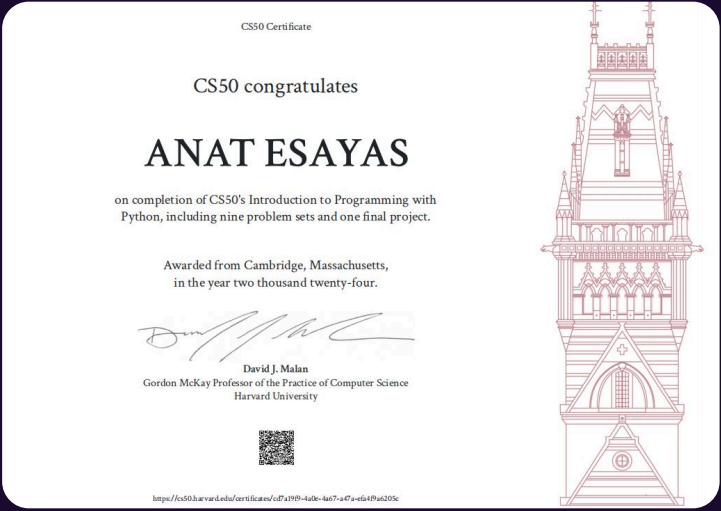 CS50 Certificate
CS50 congratulates
ANAT ESAYAS
on completion of CS50's Introduction to Programming with
Python, including nine problem sets and one final project.
Awarded from Cambridge, Massachusetts,
in the year two thousand twenty-four.
David J. Malan
Gordon McKay Professor of the Practice of Computer Science
Harvard University
https://cs50.harvard.edu/certificates/cd7a19f9-4a0e-4a67-a47a-efa4f9a6205c